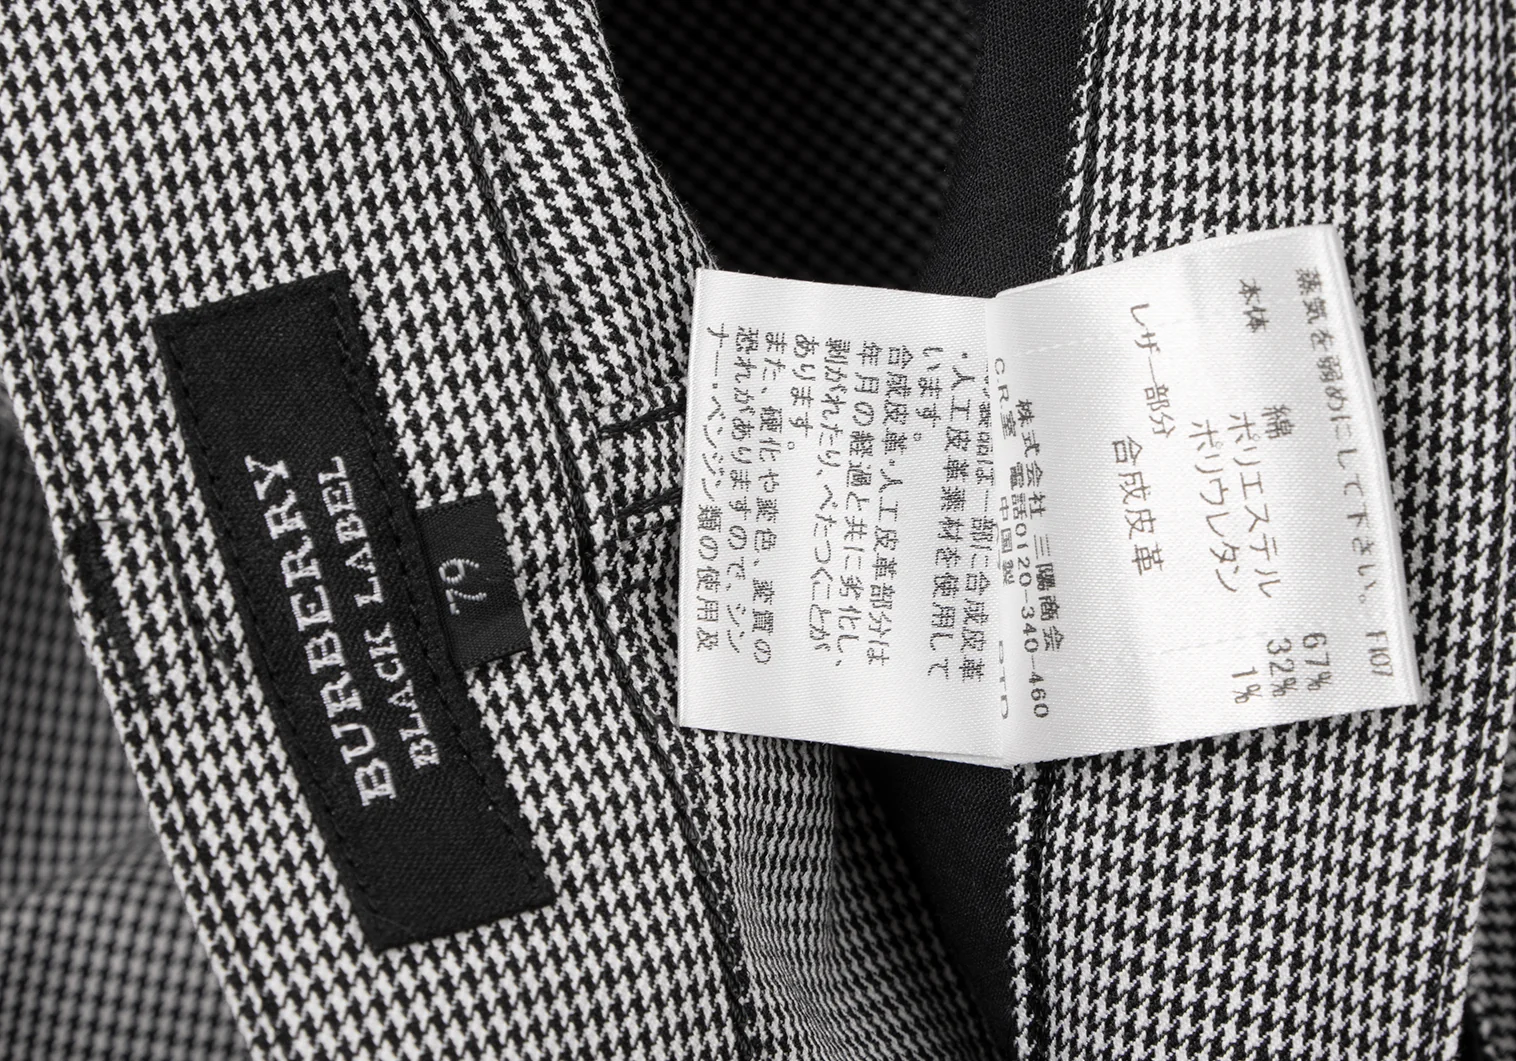 BURBERRY
BLACK LABEL
79
蒸気を弱めにして下さい。 F107
本体
綿 67%
ポリエステル 32%
ポリウレタン 1%
レザー部分
合成皮革
株式会社 三陽商会
C.R.室 電話0120-340-460
中国製
は一部に合成皮革
・人工皮革素材を使用して
います。
合成皮革・人工皮革部分は
年月の経過と共に劣化し、
剥がれたり、べたつくことが
あります。
また、硬化や変色、変質の
恐れがありますので、シン
ナー・ベンジン類の使用及